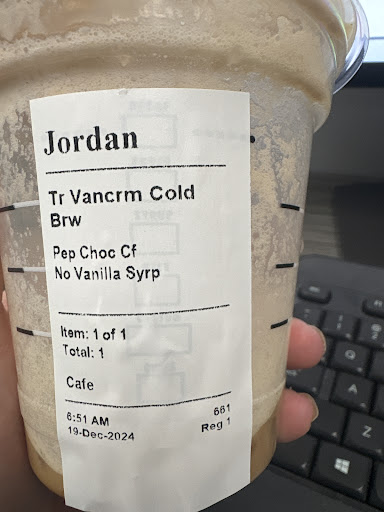 Jordan
Tr Vancrm Cold
Brw
Pep Choc Cf
No Vanilla Syrp
Item: 1 of 1
Total: 1
Cafe
6:51 AM 661
19-Dec-2024 Reg 1
Q
A
Z